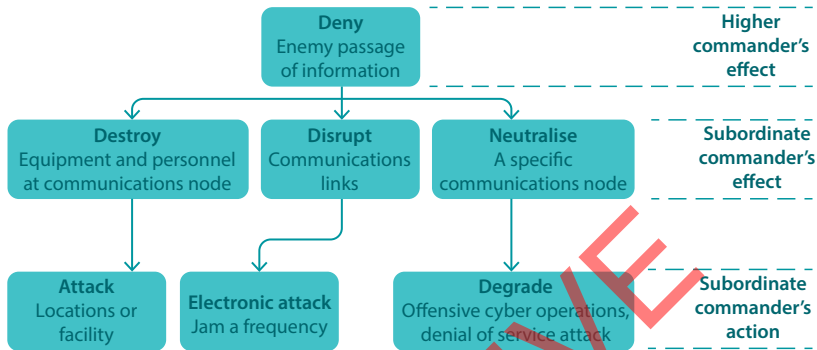 Deny
Enemy passage
of information
Higher
commander’s
effect
Destroy
Equipment and personnel
at communications node
Disrupt
Communications
links
Neutralise
A specific
communications node
Subordinate
commander’s
effect
Attack
Locations or
facility
Electronic attack
Jam a frequency
Degrade
Offensive cyber operations,
denial of service attack
Subordinate
commander’s
action
VE